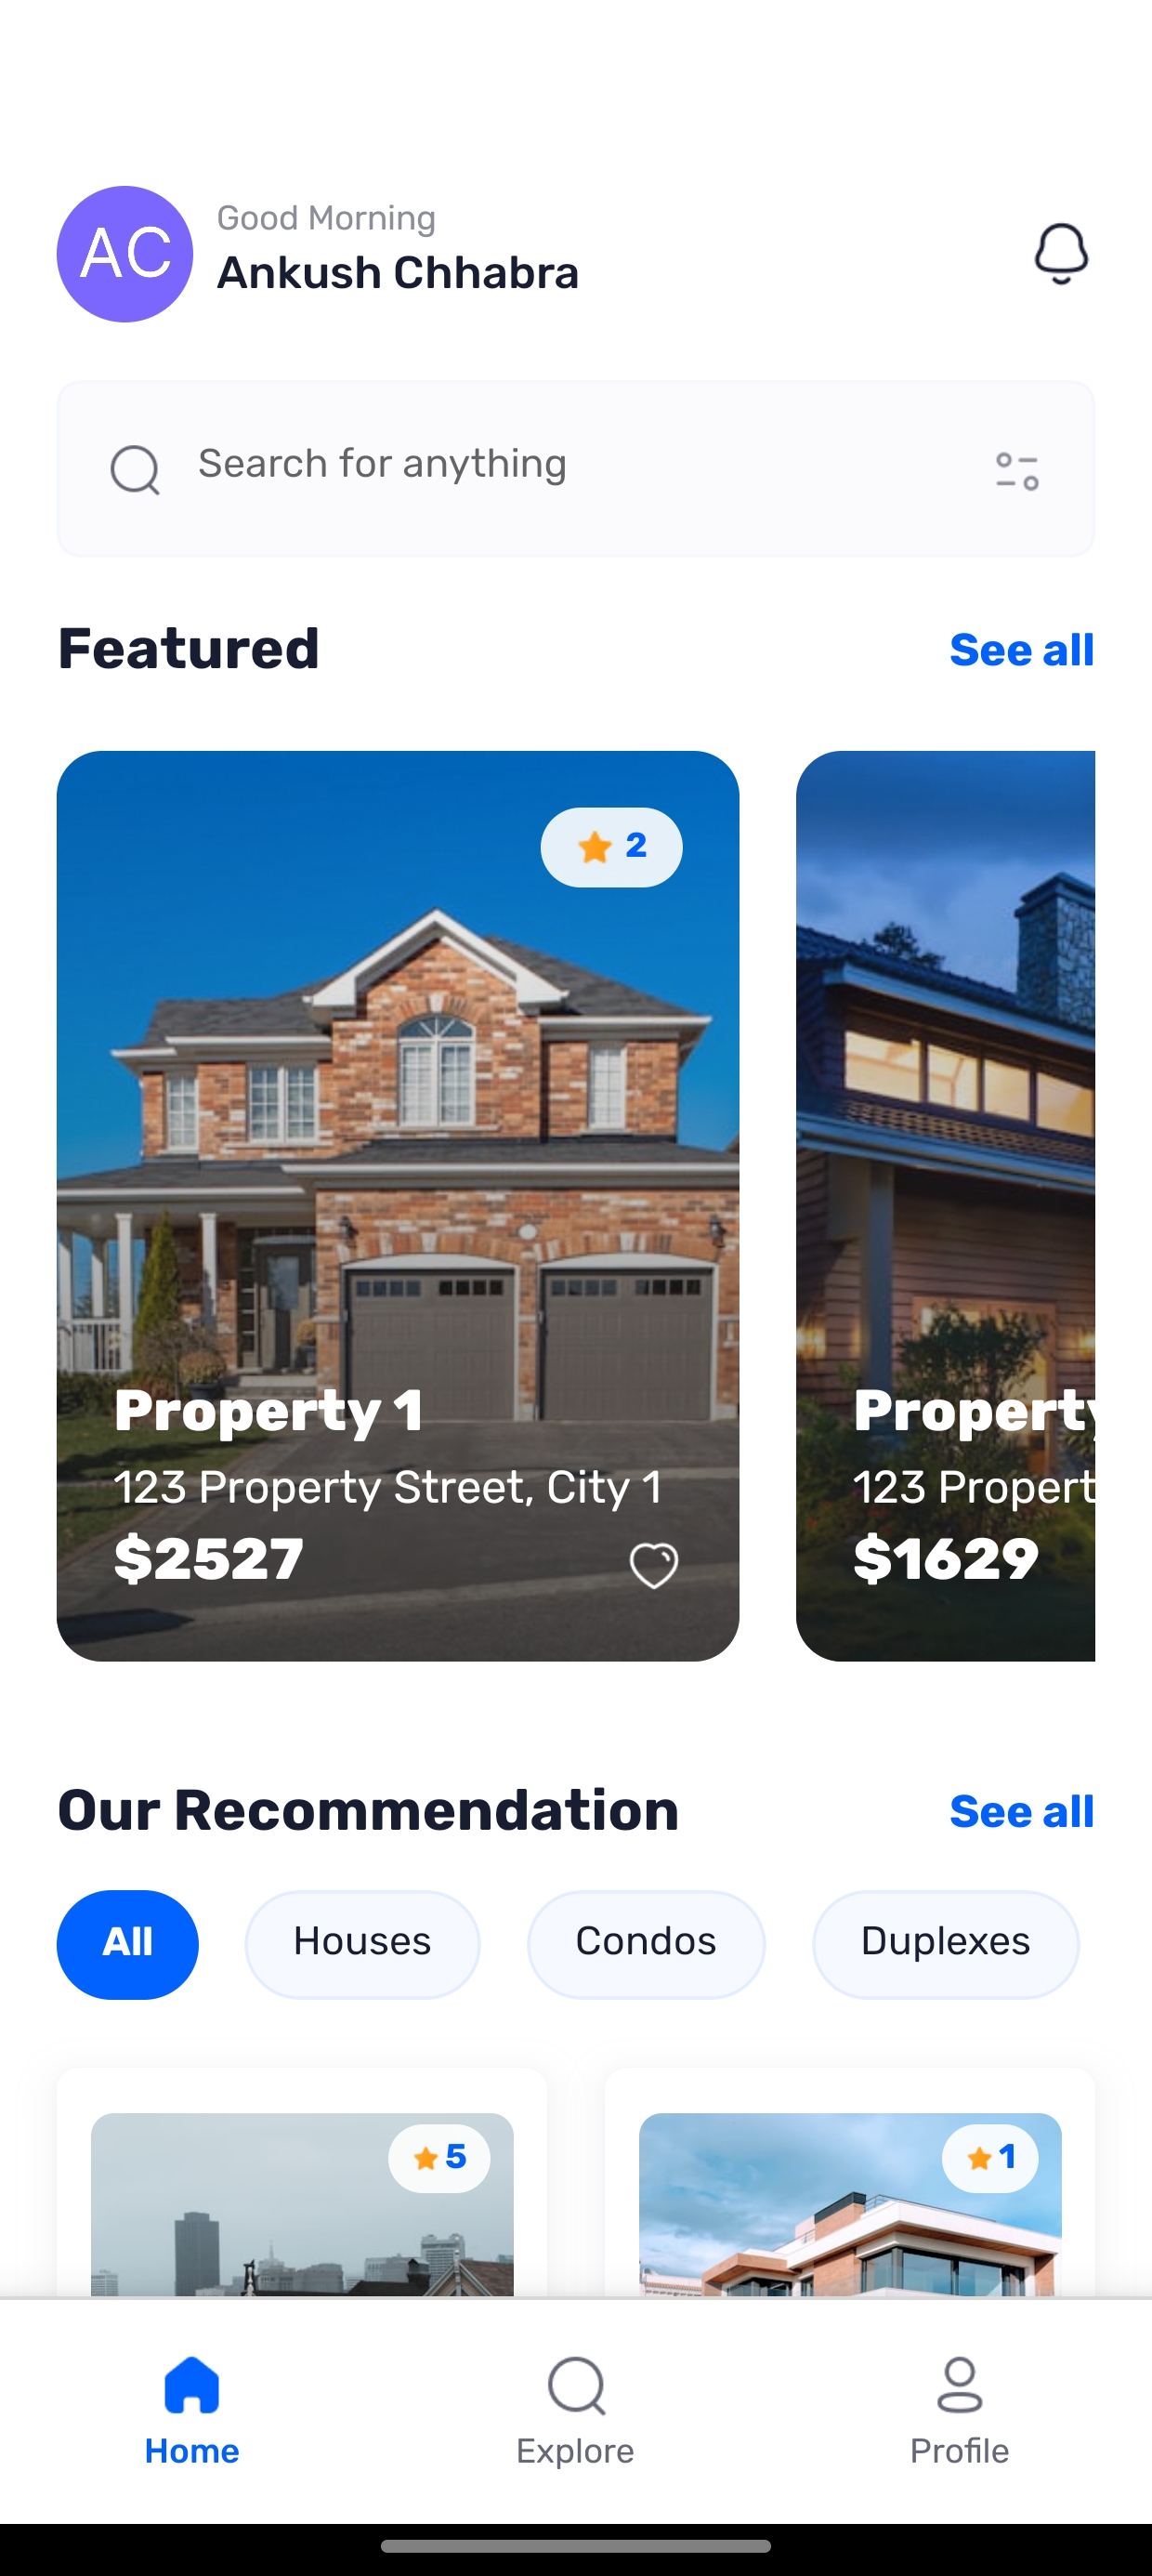 AC
Good Morning
Ankush Chhabra
Search for anything
Featured
See all
2
Property 1
123 Property Street, City 1
$2527
Property
123 Propert
$1629
Our Recommendation
See all
All
Houses
Condos
Duplexes
5
1
Home
Explore
Profile